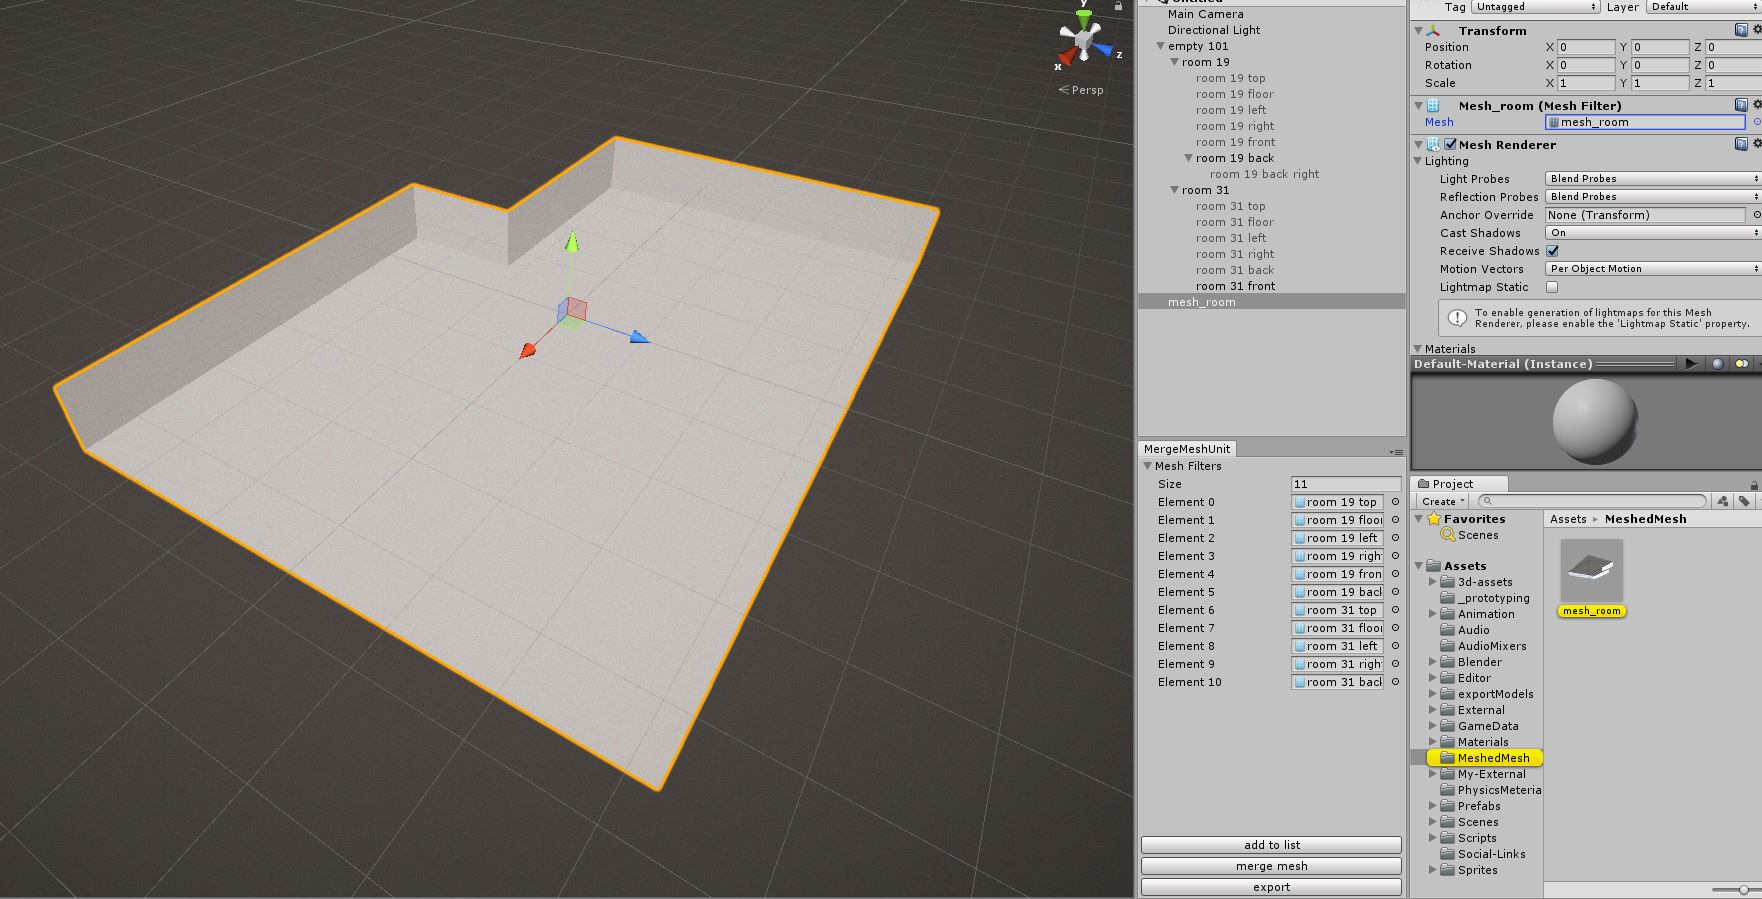 y
x
z
Persp
Untitled
Main Camera
Directional Light
empty 101
room 19
room 19 top
room 19 floor
room 19 left
room 19 right
room 19 front
room 19 back
room 19 back right
room 31
room 31 top
room 31 floor
room 31 left
room 31 right
room 31 back
room 31 front
mesh_room
MergeMeshUnit
Mesh Filters
Size 11
Element 0 room 19 top
Element 1 room 19 floor
Element 2 room 19 left
Element 3 room 19 righ
Element 4 room 19 fron
Element 5 room 19 back
Element 6 room 31 top
Element 7 room 31 floor
Element 8 room 31 left
Element 9 room 31 righ
Element 10 room 31 back
add to list
merge mesh
export
Tag Untagged Layer Default
Transform
Position X 0 Y 0 Z 0
Rotation X 0 Y 0 Z 0
Scale X 1 Y 1 Z 1
Mesh_room (Mesh Filter)
Mesh mesh_room
Mesh Renderer
Lighting
Light Probes Blend Probes
Reflection Probes Blend Probes
Anchor Override None (Transform)
Cast Shadows On
Receive Shadows
Motion Vectors Per Object Motion
Lightmap Static
To enable generation of lightmaps for this Mesh
Renderer, please enable the 'Lightmap Static' property.
Materials
Default-Material (Instance)
Project
Create
Favorites
Scenes
Assets
3d-assets
_prototyping
Animation
Audio
AudioMixers
Blender
Editor
exportModels
External
GameData
Materials
MeshedMesh
My-External
PhysicsMeteria
Prefabs
Scenes
Scripts
Social-Links
Sprites
Assets MeshedMesh
mesh_room